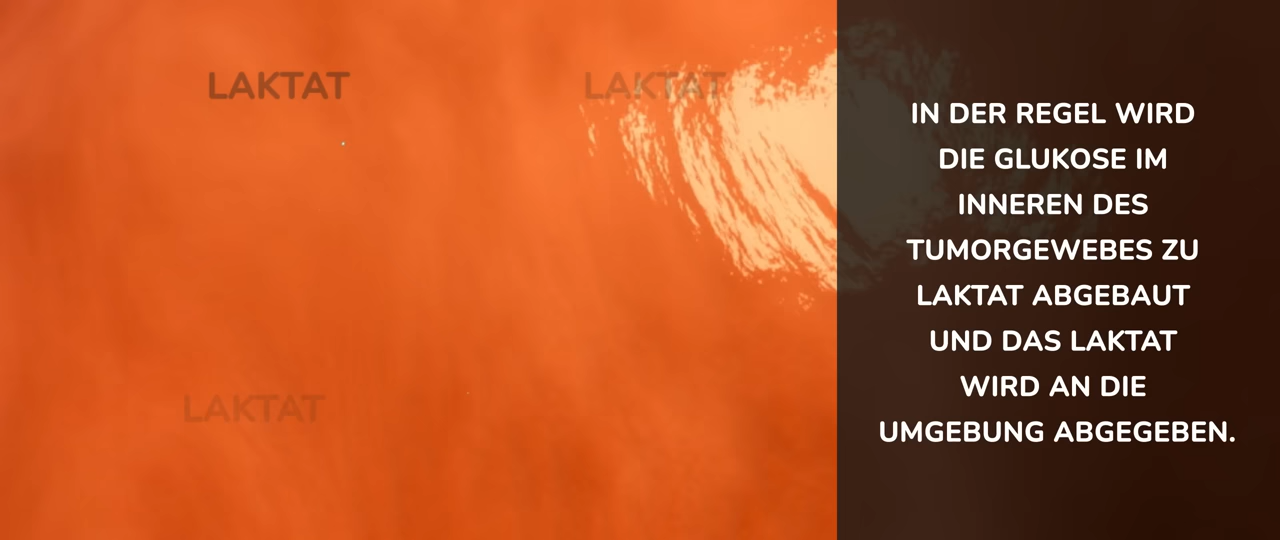 LAKTAT
LAKTAT
LAKTAT
IN DER REGEL WIRD
DIE GLUKOSE IM
INNEREN DES
TUMORGEWEBES ZU
LAKTAT ABGEBAUT
UND DAS LAKTAT
WIRD AN DIE
UMGEBUNG ABGEGEBEN.